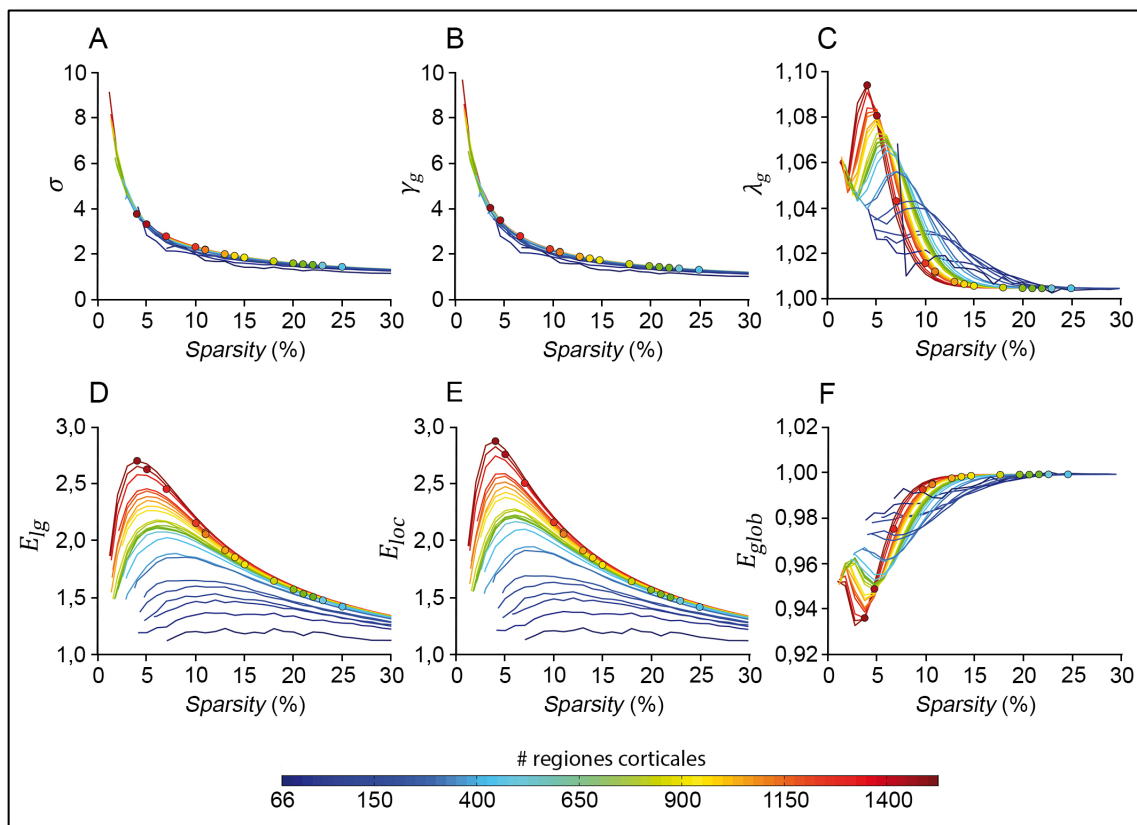 A
B
C
10
8
6
4
2
0
σ
0 5 10 15 20 25 30
Sparsity (%)
10
8
6
4
2
0
γg
0 5 10 15 20 25 30
Sparsity (%)
1,10
1,08
1,06
1,04
1,02
1,00
λg
0 5 10 15 20 25 30
Sparsity (%)
D
E
F
3,0
2,5
2,0
1,5
1,0
Elg
0 5 10 15 20 25 30
Sparsity (%)
3,0
2,5
2,0
1,5
1,0
Eloc
0 5 10 15 20 25 30
Sparsity (%)
1,02
1,00
0,98
0,96
0,94
0,92
Eglob
0 5 10 15 20 25 30
Sparsity (%)
# regiones corticales
66 150 400 650 900 1150 1400